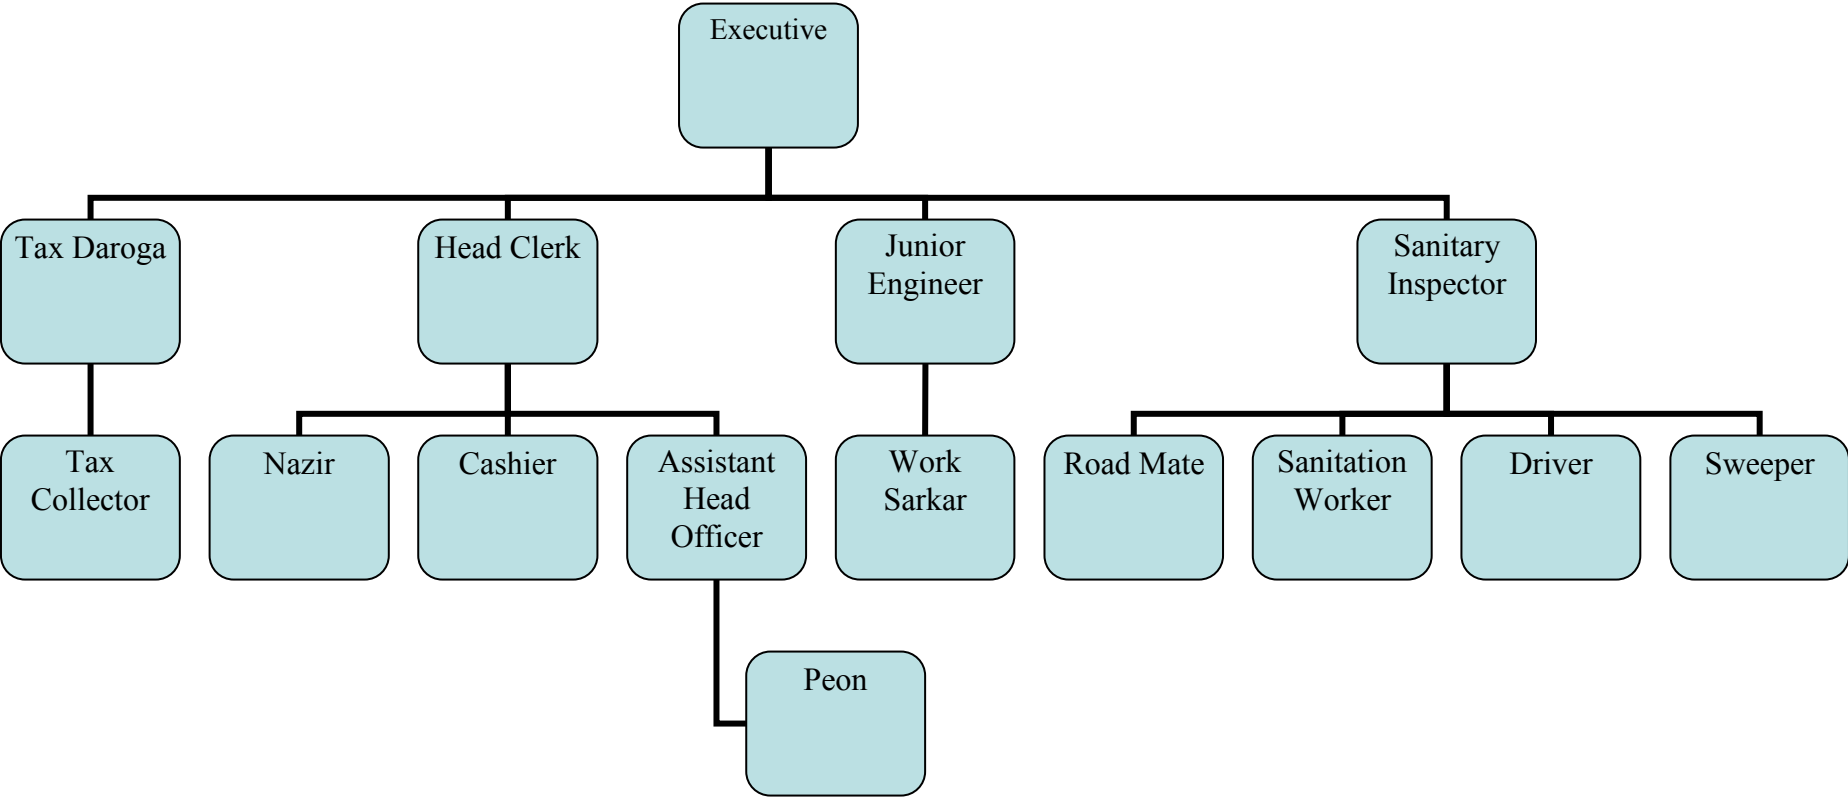 Executive
Tax Daroga
Head Clerk
Junior
Engineer
Sanitary
Inspector
Tax
Collector
Nazir
Cashier
Assistant
Head
Officer
Work
Sarkar
Road Mate
Sanitation
Worker
Driver
Sweeper
Peon